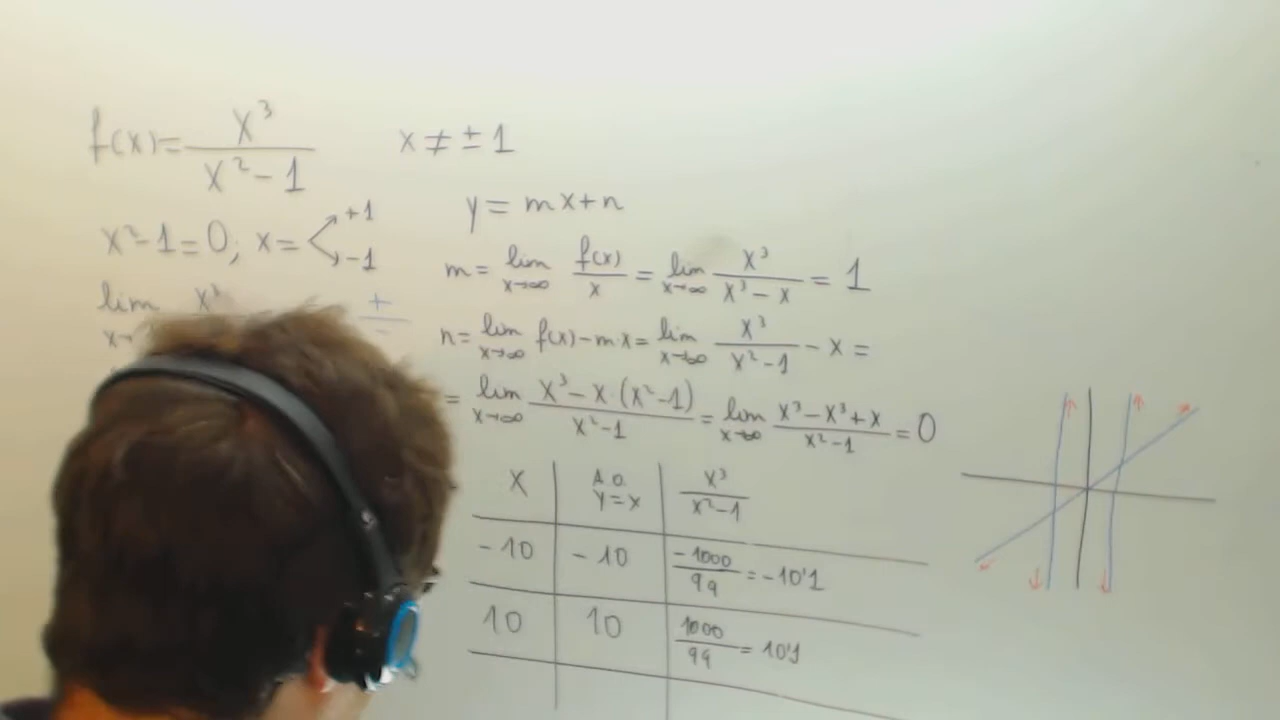 f(x) = x³ / (x² - 1)   x ≠ ± 1
x² - 1 = 0; x = < +1
-1
lim x→ x³ + -
y = mx + n
m = lim x→∞ f(x)/x = lim x→∞ x³/(x³ - x) = 1
n = lim x→∞ f(x) - m·x = lim x→∞ x³/(x² - 1) - x =
= lim x→∞ (x³ - x·(x² - 1))/(x² - 1) = lim x→∞ (x³ - x³ + x)/(x² - 1) = 0
x   A.O. y = x   x³/(x² - 1)
-10   -10   -1000/99 = -10'1
10   10   1000/99 = 10'1